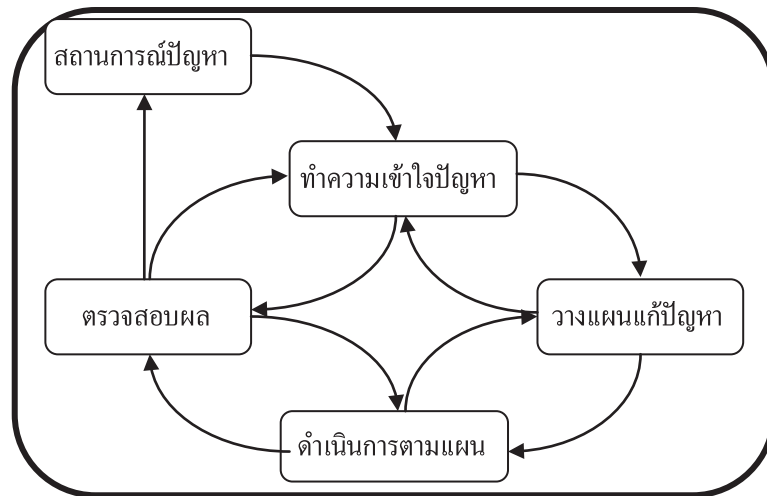 สถานการณ์ปัญหา
ทำความเข้าใจปัญหา
ตรวจสอบผล
วางแผนแก้ปัญหา
ดำเนินการตามแผน